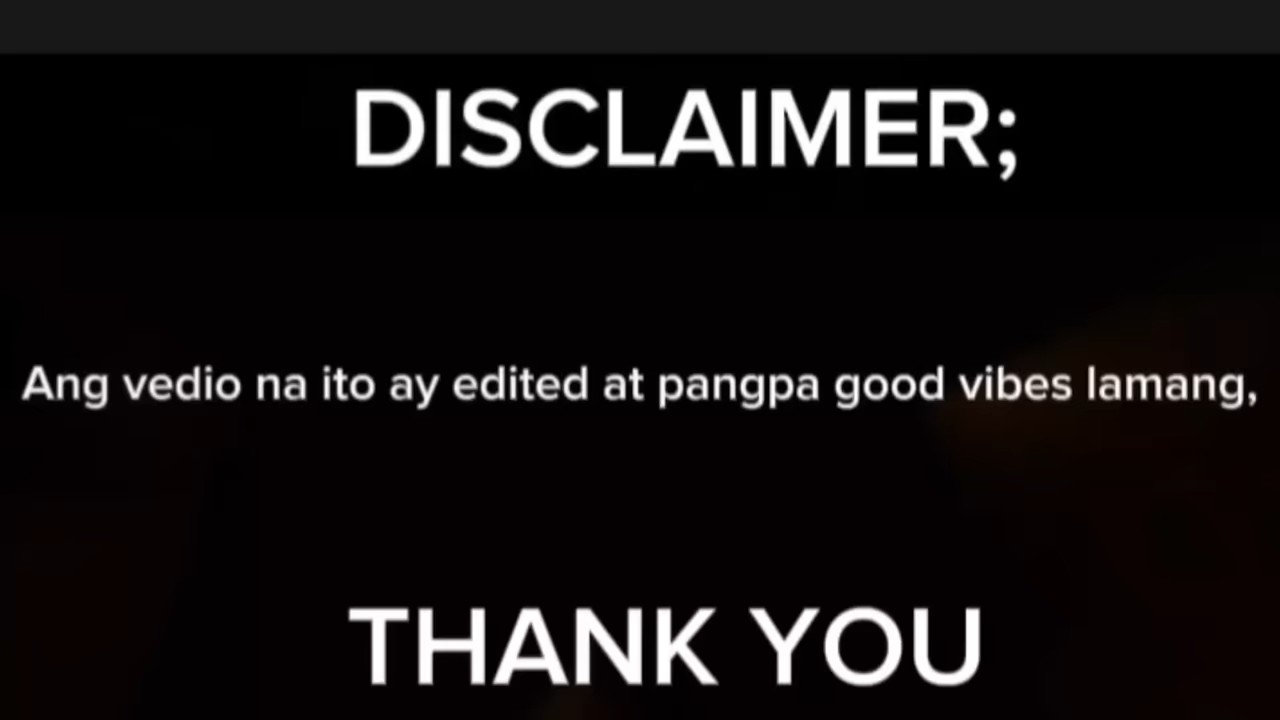 DISCLAIMER;
Ang vedio na ito ay edited at pangpa good vibes lamang,
THANK YOU